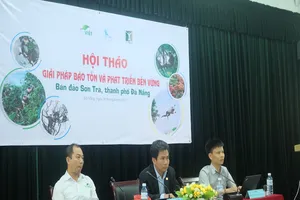 HỘI THẢO
GIẢI PHÁP BẢO TỒN VÀ PHÁT TRIỂN BỀN VỮNG
Bán đảo Sơn Trà, thành phố Đà Nẵng